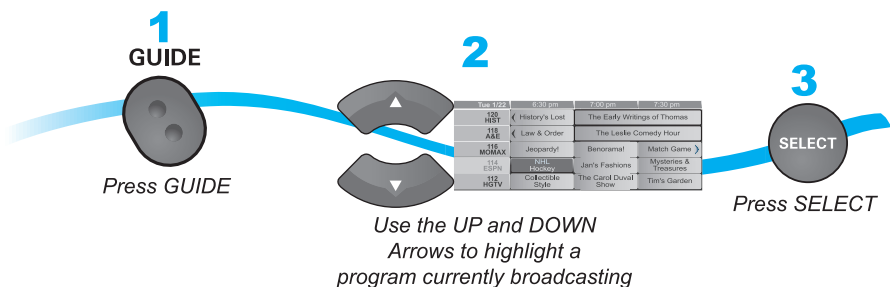 1
GUIDE
Press GUIDE
2
Tue 1/22 6:30 pm 7:00 pm 7:30 pm
120 HIST History's Lost The Early Writings of Thomas
118 A&E Law & Order The Leslie Comedy Hour
116 MOMAX Jeopardy! Benorama! Match Game
114 ESPN NHL Hockey Jan's Fashions Mysteries & Treasures
112 HGTV Collectible Style The Carol Duval Show Tim's Garden
Use the UP and DOWN
Arrows to highlight a
program currently broadcasting
3
SELECT
Press SELECT